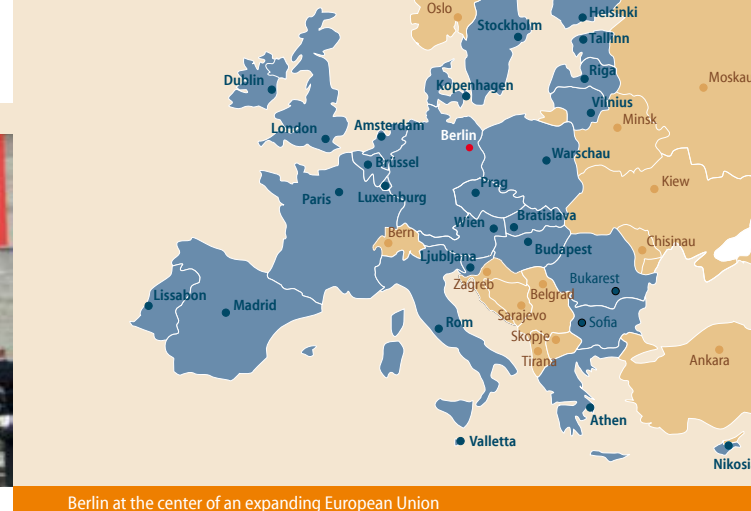 Oslo
Helsinki
Stockholm
Tallinn
Riga
Moskau
Dublin
Kopenhagen
Vilnius
Minsk
London
Amsterdam
Berlin
Warschau
Brüssel
Prag
Kiew
Paris
Luxemburg
Wien
Bratislava
Bern
Chisinau
Budapest
Ljubljana
Bukarest
Zagreb
Lissabon
Belgrad
Madrid
Sarajevo
Rom
Sofia
Skopje
Tirana
Ankara
Athen
Valletta
Nikosi
Berlin at the center of an expanding European Union